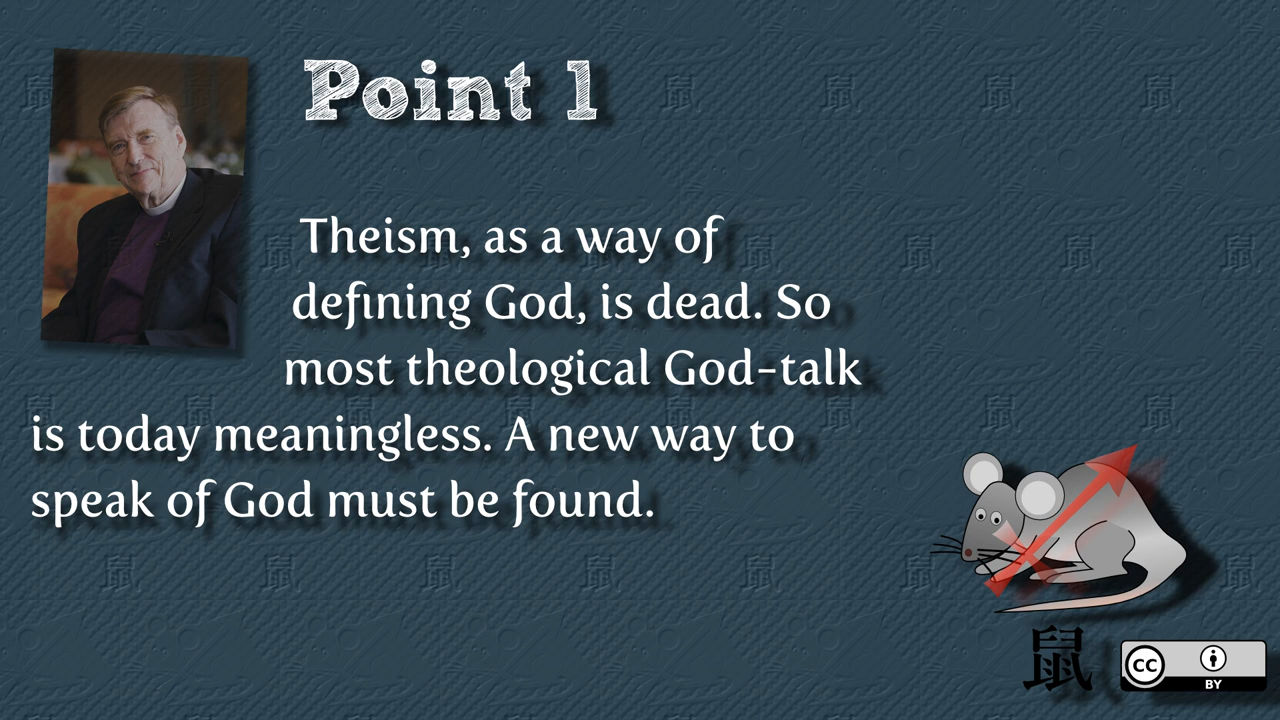 Point 1
Theism, as a way of
defining God, is dead. So
most theological God-talk
is today meaningless. A new way to
speak of God must be found.
鼠
cc
BY